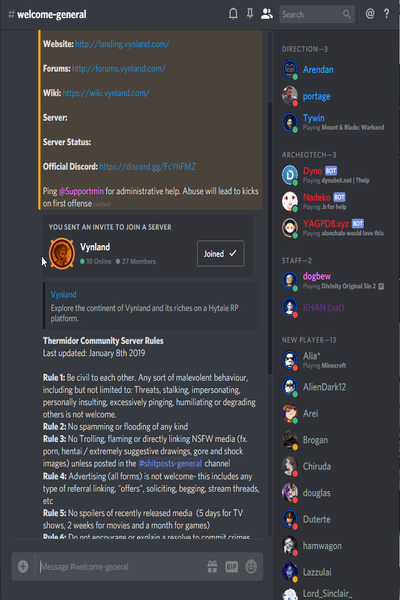 # welcome-general
Search
Website: http://landing.vynland.com/
Forums: http://forums.vynland.com/
Wiki: https://wiki.vynland.com/
Server:
Server Status:
Official Discord: https://discord.gg/FcYhFMZ
Ping @Supportmin for administrative help. Abuse will lead to kicks
on first offense (edited)
YOU SENT AN INVITE TO JOIN A SERVER
Vynland
18 Online 27 Members
Joined
Vynland
Explore the continent of Vynland and its riches on a Hytale RP
platform.
Thermidor Community Server Rules
Last updated: January 8th 2019
Rule 1: Be civil to each other. Any sort of malevolent behaviour,
including but not limited to: Threats, stalking, impersonating,
personally insulting, excessively pinging, humiliating or degrading
others is not welcome.
Rule 2: No spamming or flooding of any kind
Rule 3: No Trolling, flaming or directly linking NSFW media (fx.
porn, hentai / extremely suggestive drawings, gore and shock
images) unless posted in the #shitposts-general channel
Rule 4: Advertising (all forms) is not welcome- this includes any
type of referral linking, "offers", soliciting, begging, stream threads,
etc
Rule 5: No spoilers of recently released media (5 days for TV
shows, 2 weeks for movies and a month for games)
Rule 6: Do not encourage or explain a resolve to commit crimes
Message #welcome-general
GIF
DIRECTION—3
Arendan
portage
Tywin
Playing Mount & Blade: Warband
ARCHEOTECH—3
Dyno BOT
Playing dynobot.net | ?help
Nadeko BOT
Playing .h for help
YAGPDB.xyz BOT
Playing alonchalo would love this
STAFF—2
dogbew
Playing Divinity Original Sin 2
KHAN (val)
NEW PLAYER—13
Alia*
Playing Minecraft
AlienDark12
Arei
Brogan
Chiruda
douglas
Duterte
hamwagon
Lazzulai
Lord_Sinclair_